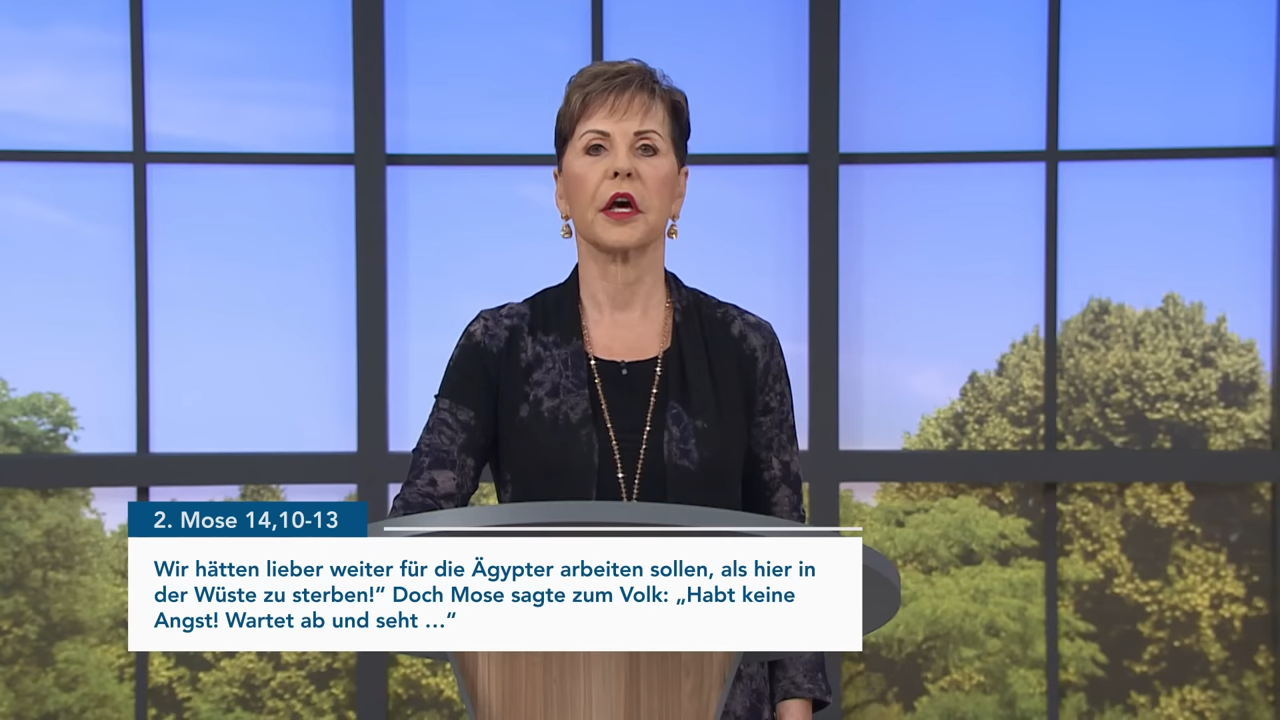 2. Mose 14,10-13
Wir hätten lieber weiter für die Ägypter arbeiten sollen, als hier in
der Wüste zu sterben!“ Doch Mose sagte zum Volk: „Habt keine
Angst! Wartet ab und seht …“